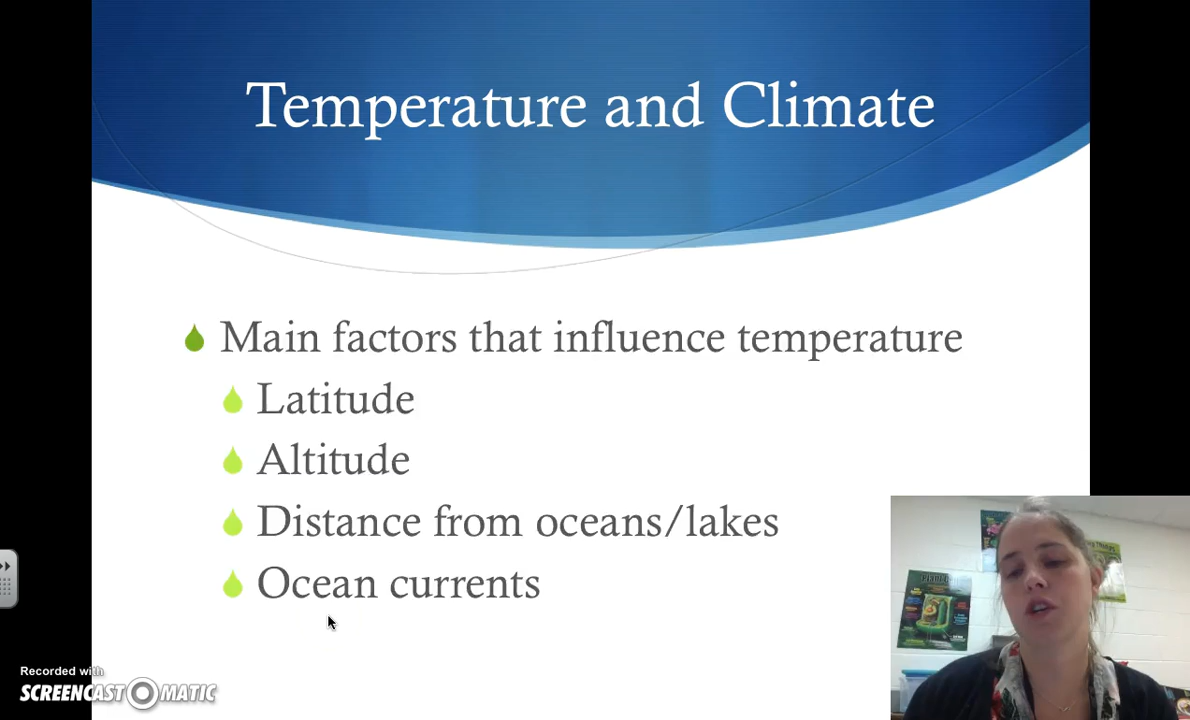 Temperature and Climate
Main factors that influence temperature
Latitude
Altitude
Distance from oceans/lakes
Ocean currents
Recorded with
SCREENCAST MATIC